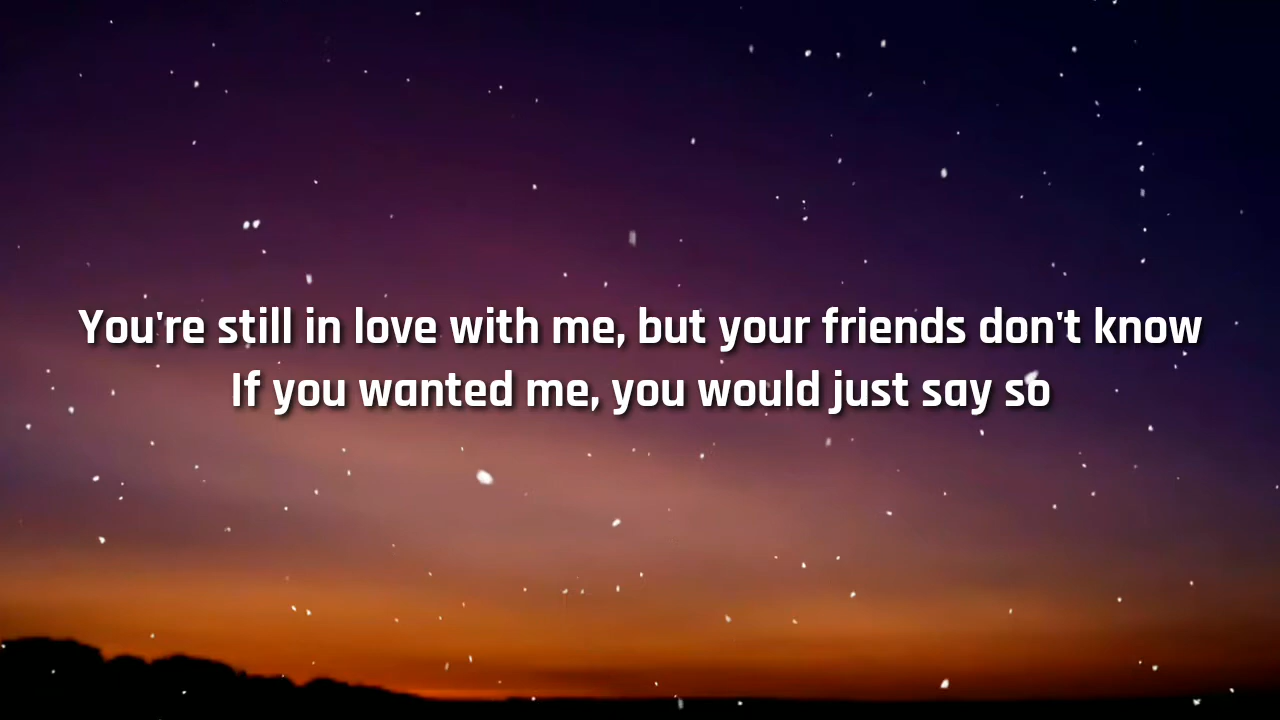 You're still in love with me, but your friends don't know
If you wanted me, you would just say so